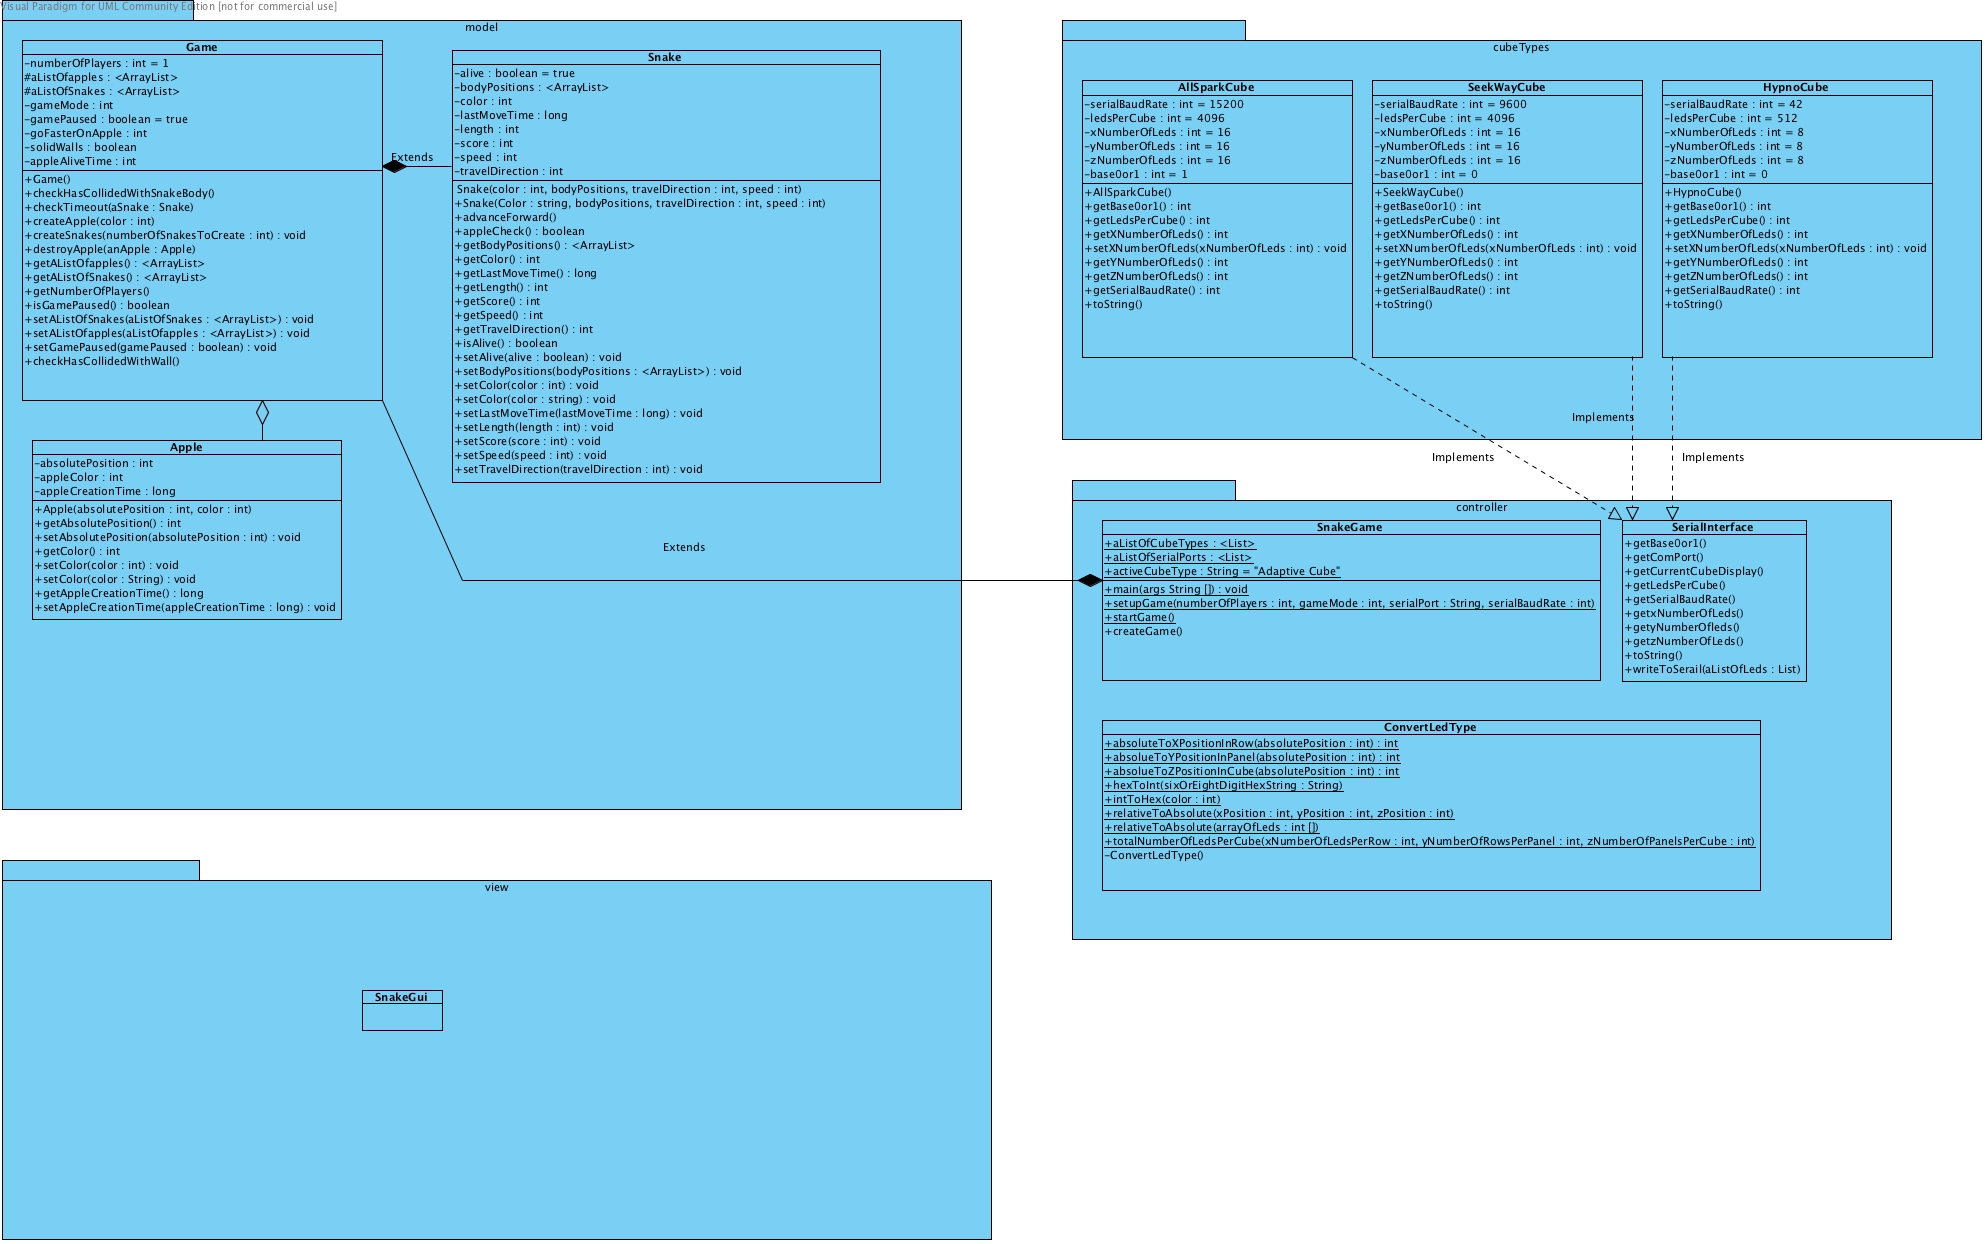 Visual Paradigm for UML Community Edition [not for commercial use]
model
Game
-numberOfPlayers : int = 1
#aListOfapples : <ArrayList>
#aListOfSnakes : <ArrayList>
-gameMode : int
-gamePaused : boolean = true
-goFasterOnApple : int
-solidWalls : boolean
-appleAliveTime : int
+Game()
+checkHasCollidedWithSnakeBody()
+checkTimeout(aSnake : Snake)
+createApple(color : int)
+createSnakes(numberOfSnakesToCreate : int) : void
+destroyApple(anApple : Apple)
+getAListOfapples() : <ArrayList>
+getAListOfSnakes() : <ArrayList>
+getNumberOfPlayers()
+isGamePaused() : boolean
+setAListOfSnakes(aListOfSnakes : <ArrayList>) : void
+setAListOfapples(aListOfapples : <ArrayList>) : void
+setGamePaused(gamePaused : boolean) : void
+checkHasCollidedWithWall()
Extends
Snake
-alive : boolean = true
-bodyPositions : <ArrayList>
-color : int
-lastMoveTime : long
-length : int
-score : int
-speed : int
-travelDirection : int
Snake(color : int, bodyPositions, travelDirection : int, speed : int)
+Snake(Color : string, bodyPositions, travelDirection : int, speed : int)
+advanceForward()
+appleCheck() : boolean
+getBodyPositions() : <ArrayList>
+getColor() : int
+getLastMoveTime() : long
+getLength() : int
+getScore() : int
+getSpeed() : int
+getTravelDirection() : int
+isAlive() : boolean
+setAlive(alive : boolean) : void
+setBodyPositions(bodyPositions : <ArrayList>) : void
+setColor(color : int) : void
+setColor(color : string) : void
+setLastMoveTime(lastMoveTime : long) : void
+setLength(length : int) : void
+setScore(score : int) : void
+setSpeed(speed : int) : void
+setTravelDirection(travelDirection : int) : void
Apple
-absolutePosition : int
-appleColor : int
-appleCreationTime : long
+Apple(absolutePosition : int, color : int)
+getAbsolutePosition() : int
+setAbsolutePosition(absolutePosition : int) : void
+getColor() : int
+setColor(color : int) : void
+setColor(color : String) : void
+getAppleCreationTime() : long
+setAppleCreationTime(appleCreationTime : long) : void
Extends
cubeTypes
AllSparkCube
-serialBaudRate : int = 15200
-ledsPerCube : int = 4096
-xNumberOfLeds : int = 16
-yNumberOfLeds : int = 16
-zNumberOfLeds : int = 16
-base0or1 : int = 1
+AllSparkCube()
+getBase0or1() : int
+getLedsPerCube() : int
+getXNumberOfLeds() : int
+setXNumberOfLeds(xNumberOfLeds : int) : void
+getYNumberOfLeds() : int
+getZNumberOfLeds() : int
+getSerialBaudRate() : int
+toString()
SeekWayCube
-serialBaudRate : int = 9600
-ledsPerCube : int = 4096
-xNumberOfLeds : int = 16
-yNumberOfLeds : int = 16
-zNumberOfLeds : int = 16
-base0or1 : int = 0
+SeekWayCube()
+getBase0or1() : int
+getLedsPerCube() : int
+getXNumberOfLeds() : int
+setXNumberOfLeds(xNumberOfLeds : int) : void
+getYNumberOfLeds() : int
+getZNumberOfLeds() : int
+getSerialBaudRate() : int
+toString()
HypnoCube
-serialBaudRate : int = 42
-ledsPerCube : int = 512
-xNumberOfLeds : int = 8
-yNumberOfLeds : int = 8
-zNumberOfLeds : int = 8
-base0or1 : int = 0
+HypnoCube()
+getBase0or1() : int
+getLedsPerCube() : int
+getXNumberOfLeds() : int
+setXNumberOfLeds(xNumberOfLeds : int) : void
+getYNumberOfLeds() : int
+getZNumberOfLeds() : int
+getSerialBaudRate() : int
+toString()
Implements
Implements
Implements
controller
SnakeGame
+aListOfCubeTypes : <List>
+aListOfSerialPorts : <List>
+activeCubeType : String = "Adaptive Cube"
+main(args String []) : void
+setupGame(numberOfPlayers : int, gameMode : int, serialPort : String, serialBaudRate : int)
+startGame()
+createGame()
SerialInterface
+getBase0or1()
+getComPort()
+getCurrentCubeDisplay()
+getLedsPerCube()
+getSerialBaudRate()
+getxNumberOfLeds()
+getyNumberOfleds()
+getzNumberOfLeds()
+toString()
+writeToSerail(aListOfLeds : List)
ConvertLedType
+absoluteToXPositionInRow(absolutePosition : int) : int
+absolueToYPositionInPanel(absolutePosition : int) : int
+absolueToZPositionInCube(absolutePosition : int) : int
+hexToInt(sixOrEightDigitHexString : String)
+intToHex(color : int)
+relativeToAbsolute(xPosition : int, yPosition : int, zPosition : int)
+relativeToAbsolute(arrayOfLeds : int [])
+totalNumberOfLedsPerCube(xNumberOfLedsPerRow : int, yNumberOfRowsPerPanel : int, zNumberOfPanelsPerCube : int)
-ConvertLedType()
view
SnakeGui